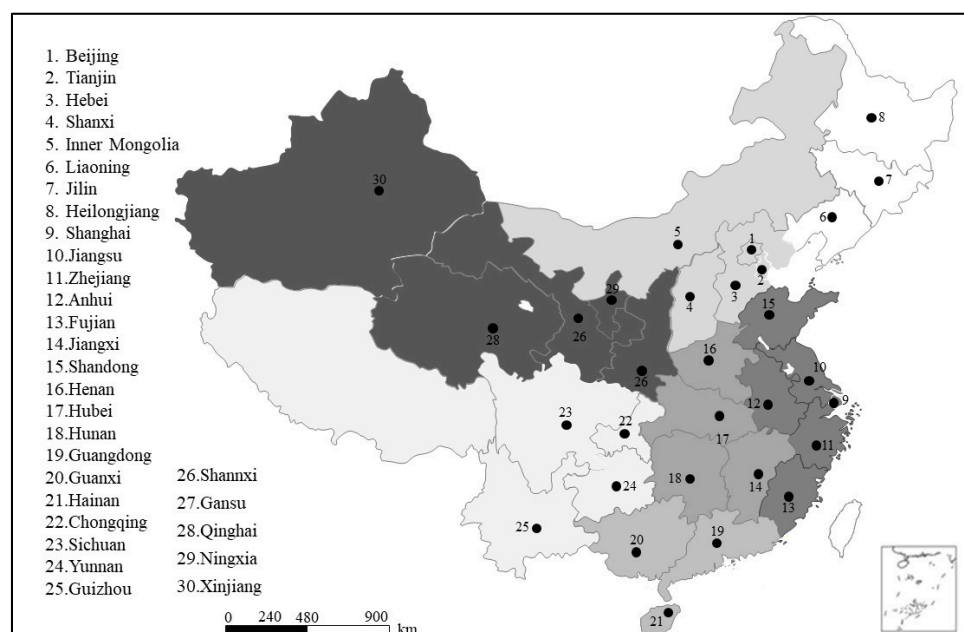 1. Beijing
2. Tianjin
3. Hebei
4. Shanxi
5. Inner Mongolia
6. Liaoning
7. Jilin
8. Heilongjiang
9. Shanghai
10.Jiangsu
11.Zhejiang
12.Anhui
13.Fujian
14.Jiangxi
15.Shandong
16.Henan
17.Hubei
18.Hunan
19.Guangdong
20.Guanxi
21.Hainan
22.Chongqing
23.Sichuan
24.Yunnan
25.Guizhou
26.Shannxi
27.Gansu
28.Qinghai
29.Ningxia
30.Xinjiang
8
30
7
6
5
1
2
29
3
4
15
26
28
16
26
10
9
12
23
22
17
11
18
14
24
13
25
19
20
21
0 240 480 900
km